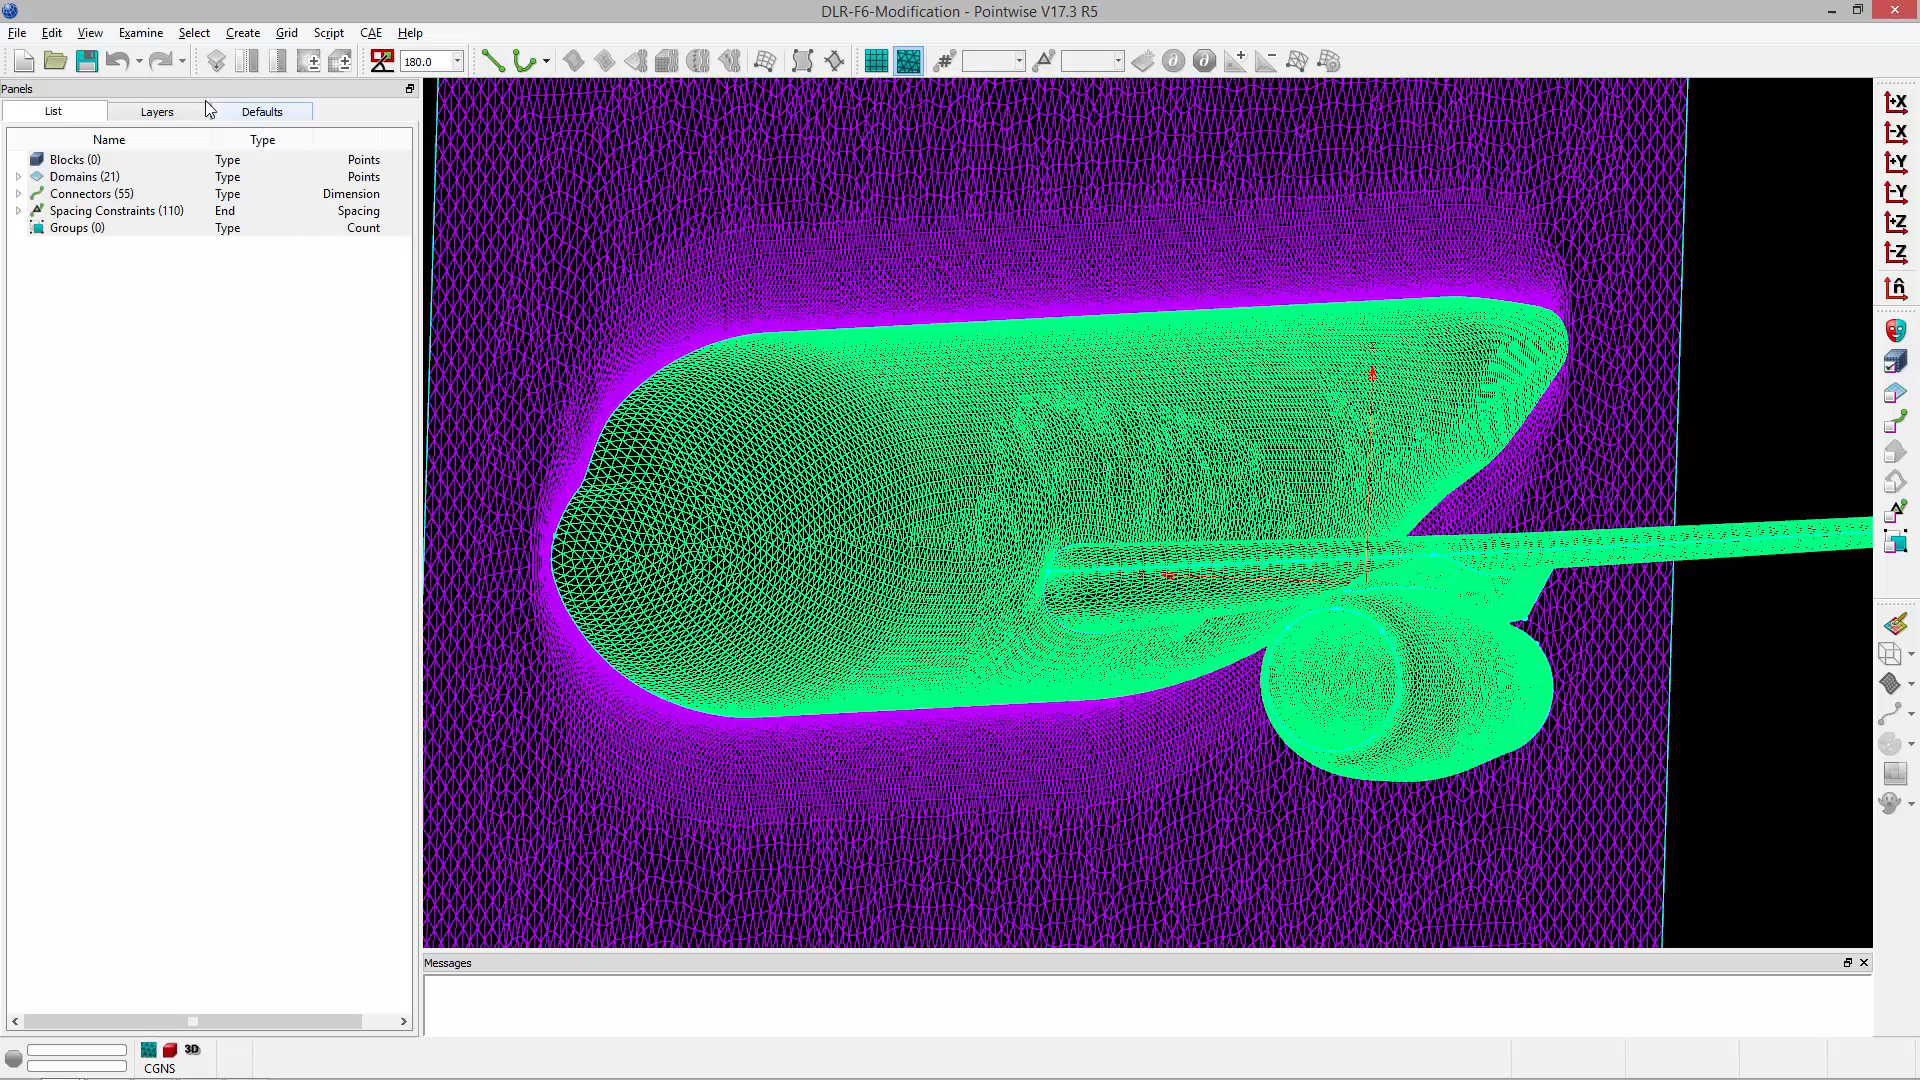 DLR-F6-Modification - Pointwise V17.3 R5
File Edit View Examine Select Create Grid Script CAE Help
180.0
Panels
List Layers Defaults
Name Type
Blocks (0) Type Points
Domains (21) Type Points
Connectors (55) Type Dimension
Spacing Constraints (110) End Spacing
Groups (0) Type Count
+X
-X
+Y
-Y
+Z
-Z
n̂
Messages
3D
CGNS